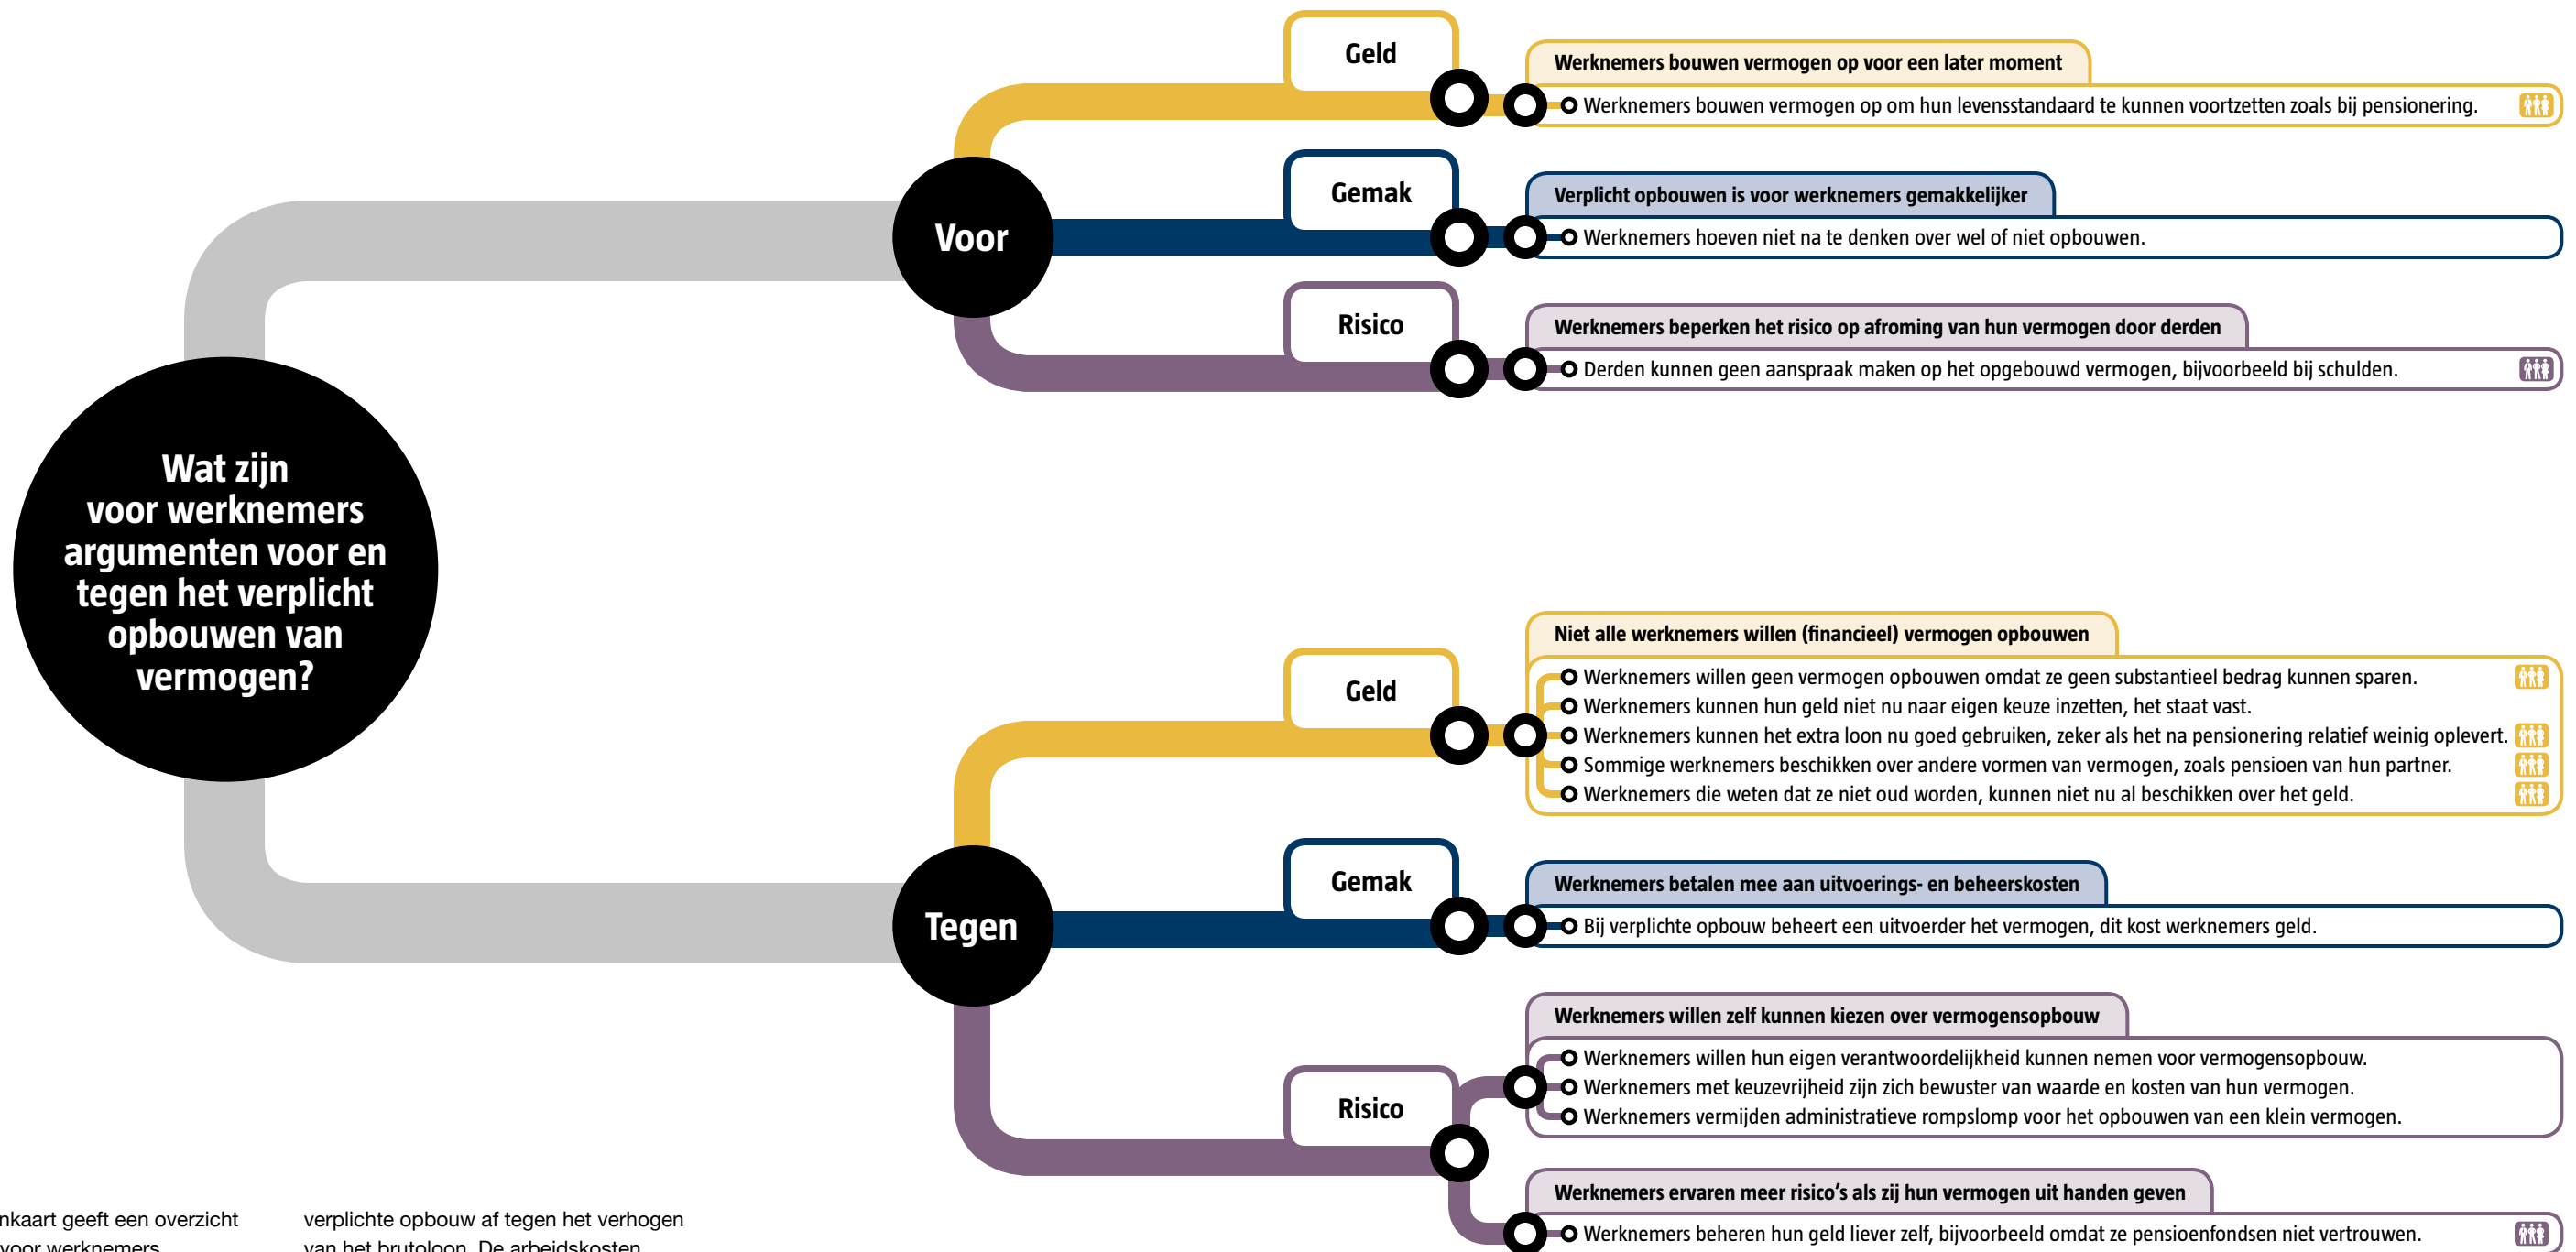 Wat zijn
voor werknemers
argumenten voor en
tegen het verplicht
opbouwen van
vermogen?
Voor
Geld
Werknemers bouwen vermogen op voor een later moment
Werknemers bouwen vermogen op om hun levensstandaard te kunnen voortzetten zoals bij pensionering.
Gemak
Verplicht opbouwen is voor werknemers gemakkelijker
Werknemers hoeven niet na te denken over wel of niet opbouwen.
Risico
Werknemers beperken het risico op afroming van hun vermogen door derden
Derden kunnen geen aanspraak maken op het opgebouwd vermogen, bijvoorbeeld bij schulden.
Tegen
Geld
Niet alle werknemers willen (financieel) vermogen opbouwen
Werknemers willen geen vermogen opbouwen omdat ze geen substantieel bedrag kunnen sparen.
Werknemers kunnen hun geld niet nu naar eigen keuze inzetten, het staat vast.
Werknemers kunnen het extra loon nu goed gebruiken, zeker als het na pensionering relatief weinig oplevert.
Sommige werknemers beschikken over andere vormen van vermogen, zoals pensioen van hun partner.
Werknemers die weten dat ze niet oud worden, kunnen niet nu al beschikken over het geld.
Gemak
Werknemers betalen mee aan uitvoerings- en beheerskosten
Bij verplichte opbouw beheert een uitvoerder het vermogen, dit kost werknemers geld.
Risico
Werknemers willen zelf kunnen kiezen over vermogensopbouw
Werknemers willen hun eigen verantwoordelijkheid kunnen nemen voor vermogensopbouw.
Werknemers met keuzevrijheid zijn zich bewuster van waarde en kosten van hun vermogen.
Werknemers vermijden administratieve rompslomp voor het opbouwen van een klein vermogen.
Werknemers ervaren meer risico's als zij hun vermogen uit handen geven
Werknemers beheren hun geld liever zelf, bijvoorbeeld omdat ze pensioenfondsen niet vertrouwen.
nkaart geeft een overzicht
voor werknemers
verplichte opbouw af tegen het verhogen
van het brutoloon. De arbeidskosten